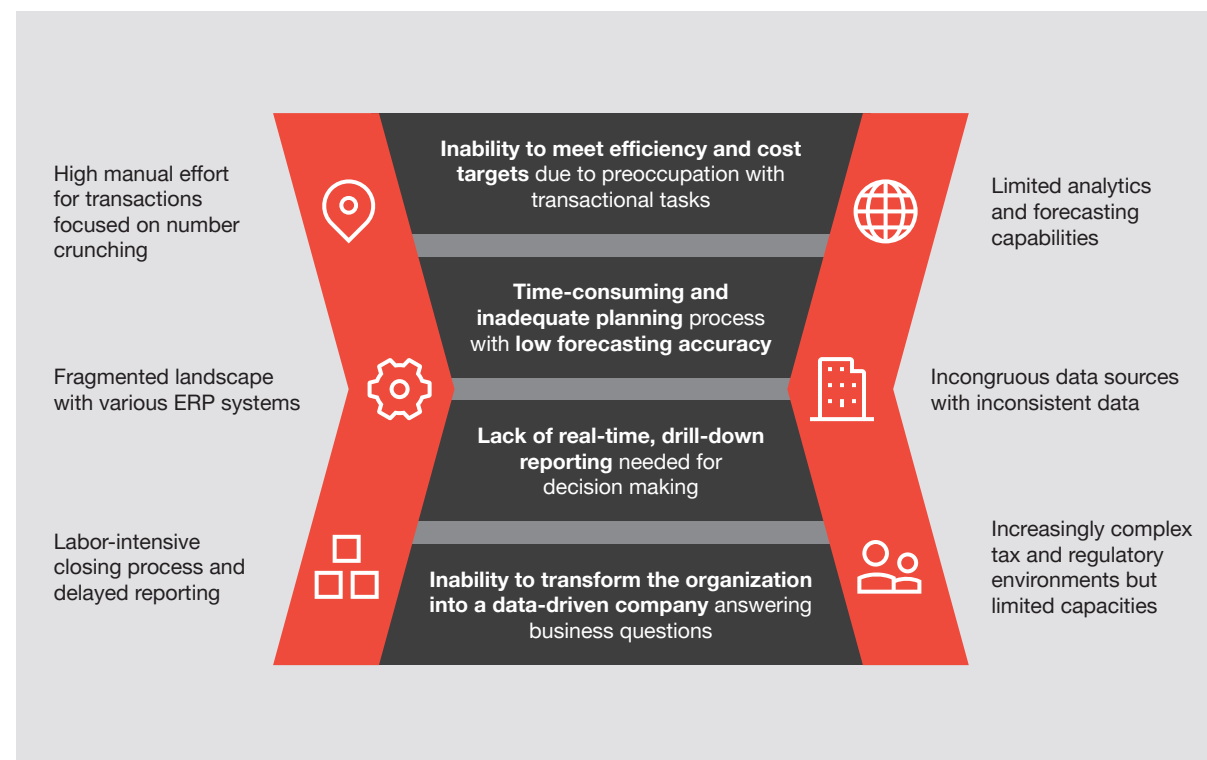 High manual effort
for transactions
focused on number
crunching
Fragmented landscape
with various ERP systems
Labor-intensive
closing process and
delayed reporting
Inability to meet efficiency and cost
targets due to preoccupation with
transactional tasks
Time-consuming and
inadequate planning process
with low forecasting accuracy
Lack of real-time, drill-down
reporting needed for
decision making
Inability to transform the organization
into a data-driven company answering
business questions
Limited analytics
and forecasting
capabilities
Incongruous data sources
with inconsistent data
Increasingly complex
tax and regulatory
environments but
limited capacities